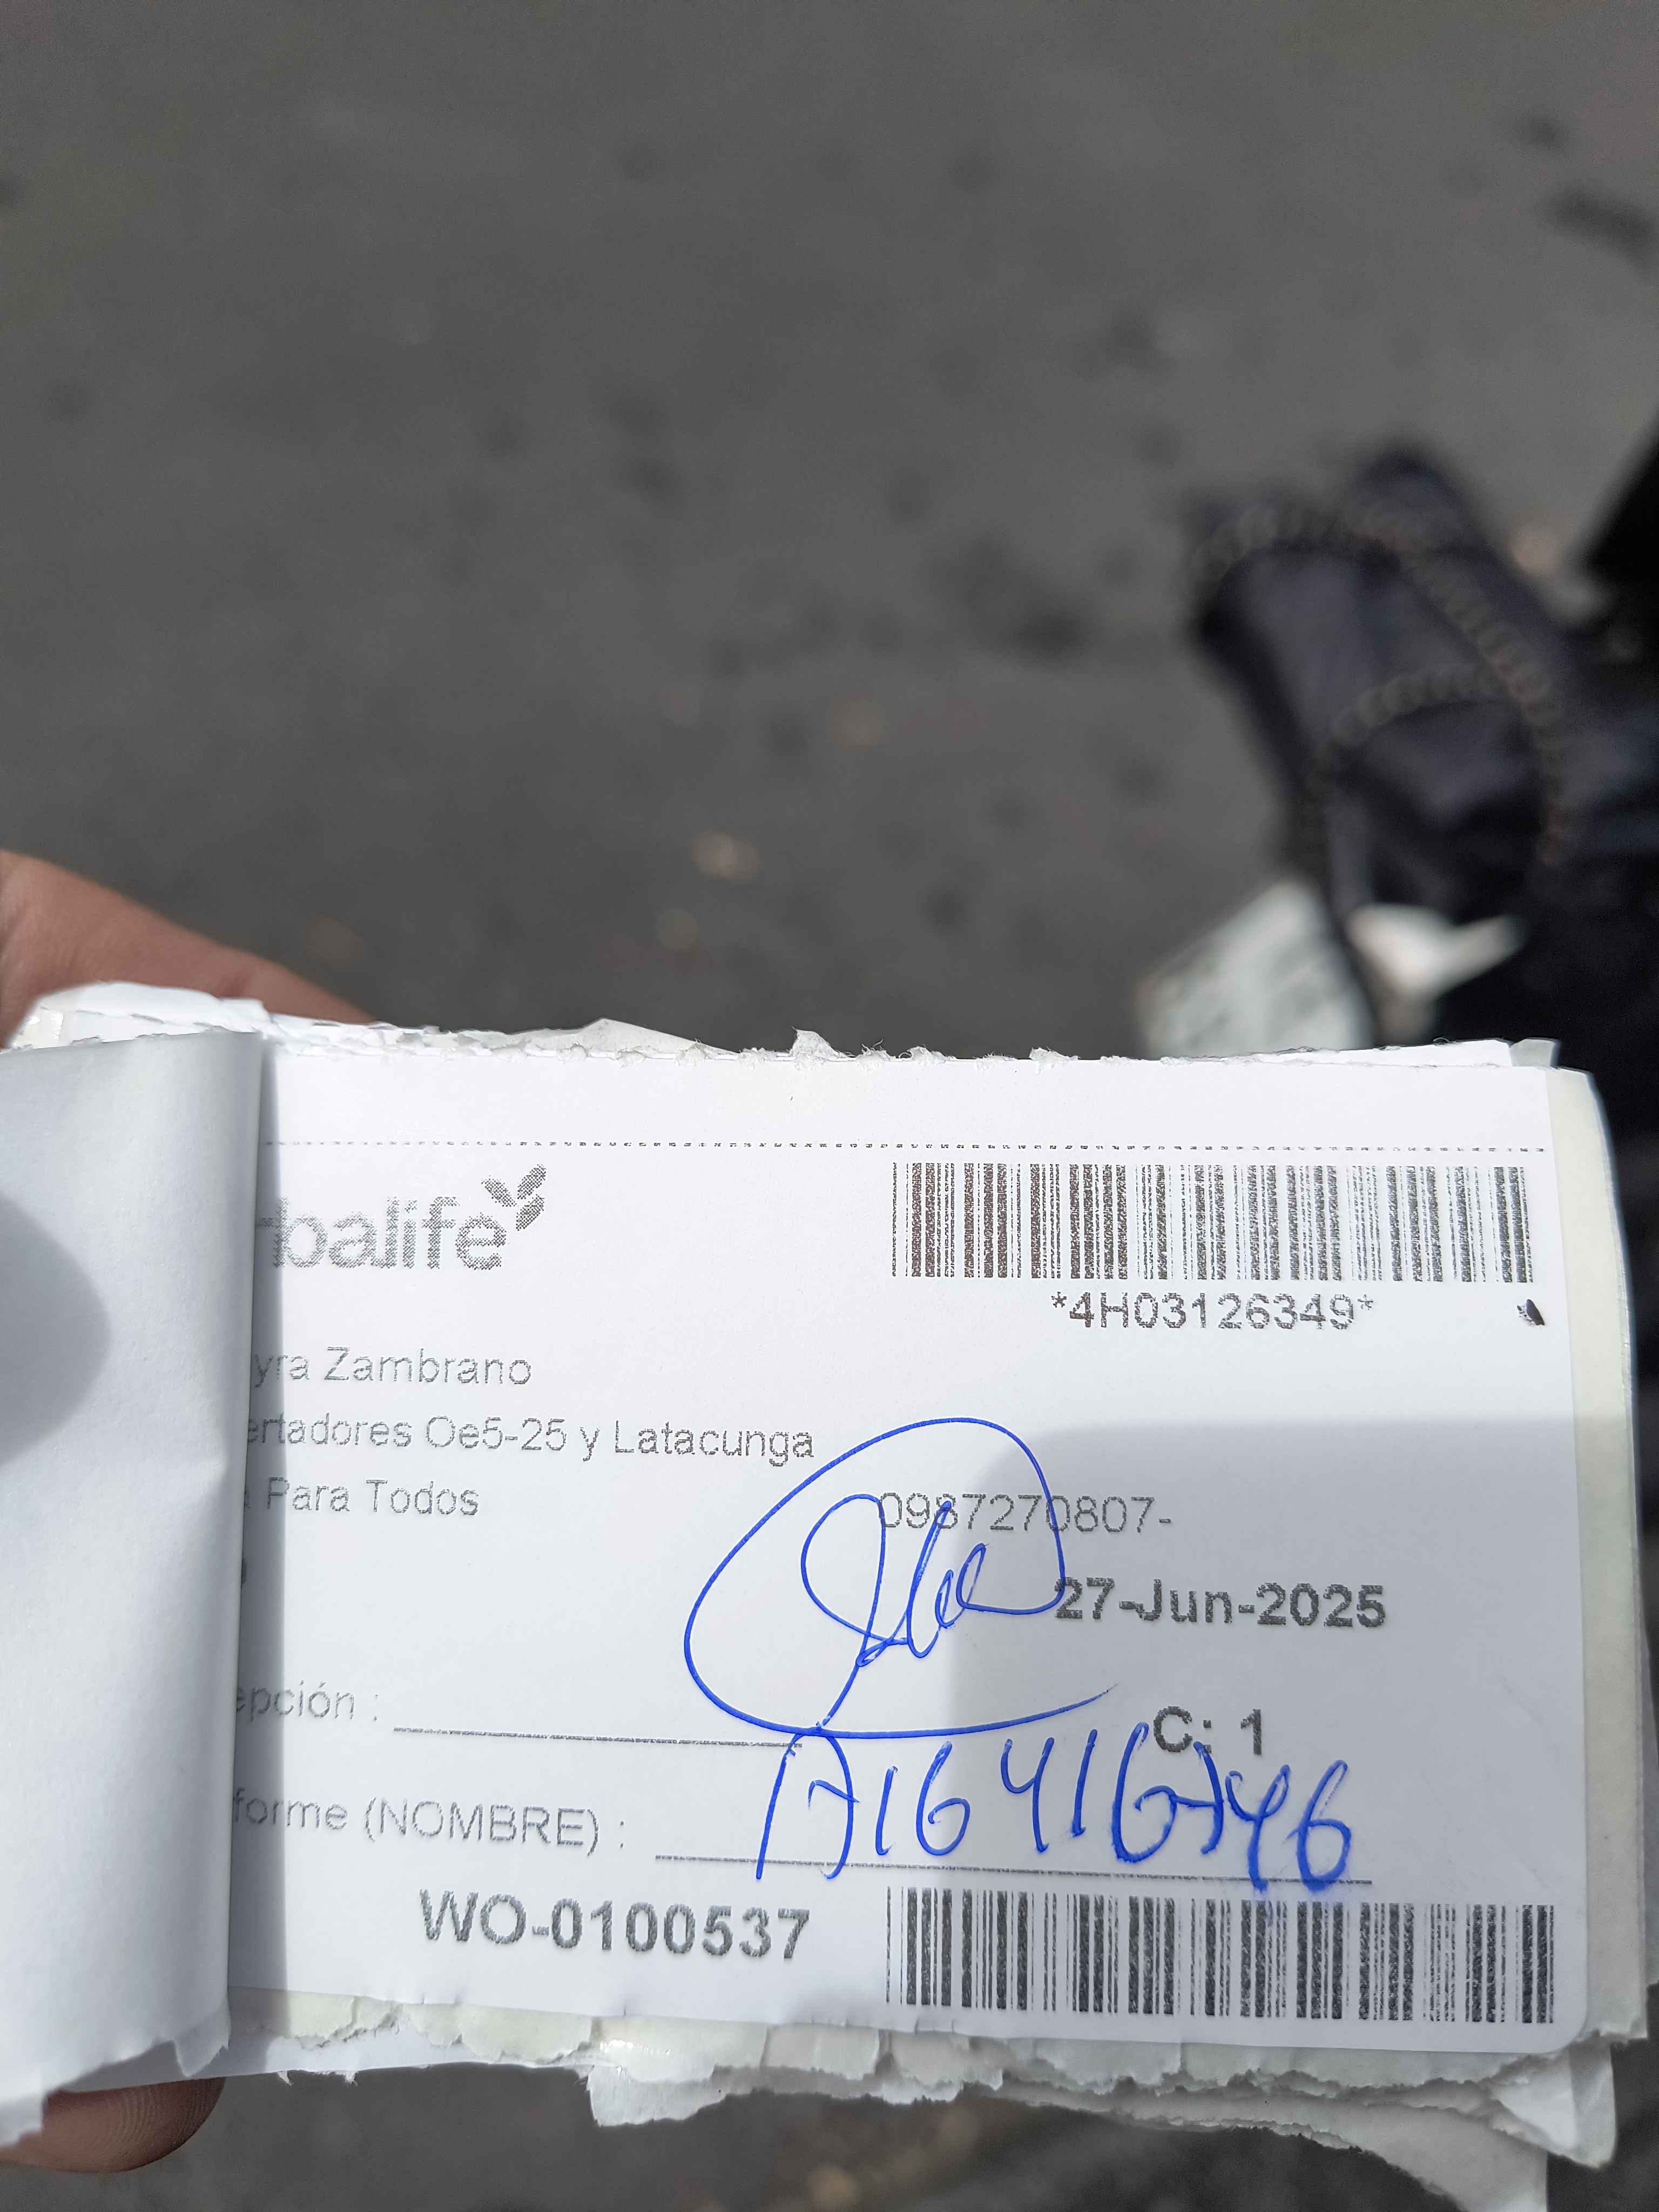 balife
*4H03126349*
yra Zambrano
ertadores Oe5-25 y Latacunga
Para Todos
0987270807-
27-Jun-2025
epción :
C: 1
forme (NOMBRE) :
WO-0100537